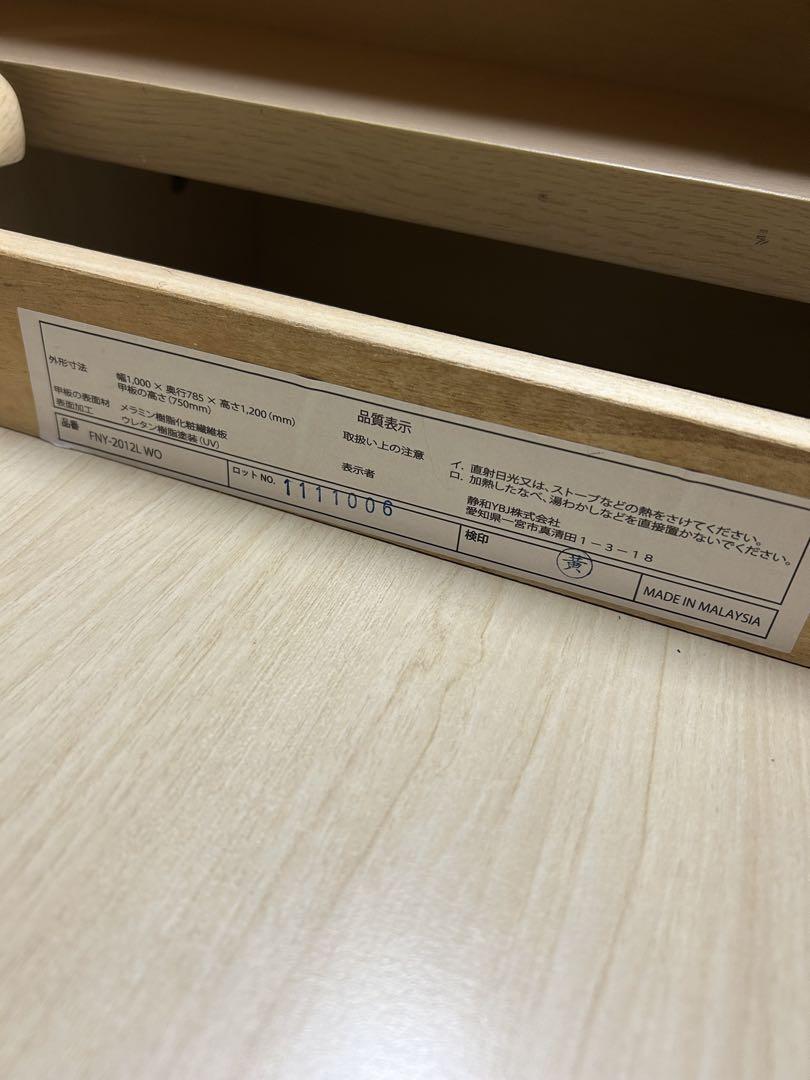 品質表示
外形寸法
幅1,000 × 奥行785 × 高さ1,200(mm)
甲板の高さ(750mm)
甲板の表面材 メラミン樹脂化粧繊維板
表面加工 ウレタン樹脂塗装(UV)
取扱い上の注意
イ. 直射日光又は、ストーブなどの熱をさけてください。
ロ. 加熱したなべ、湯わかしなどを直接置かないでください。
表示者
静和YBJ株式会社
愛知県一宮市真清田1-3-18
品番 FNY-2012L WO ロットNO. 1111006 検印 黄 MADE IN MALAYSIA